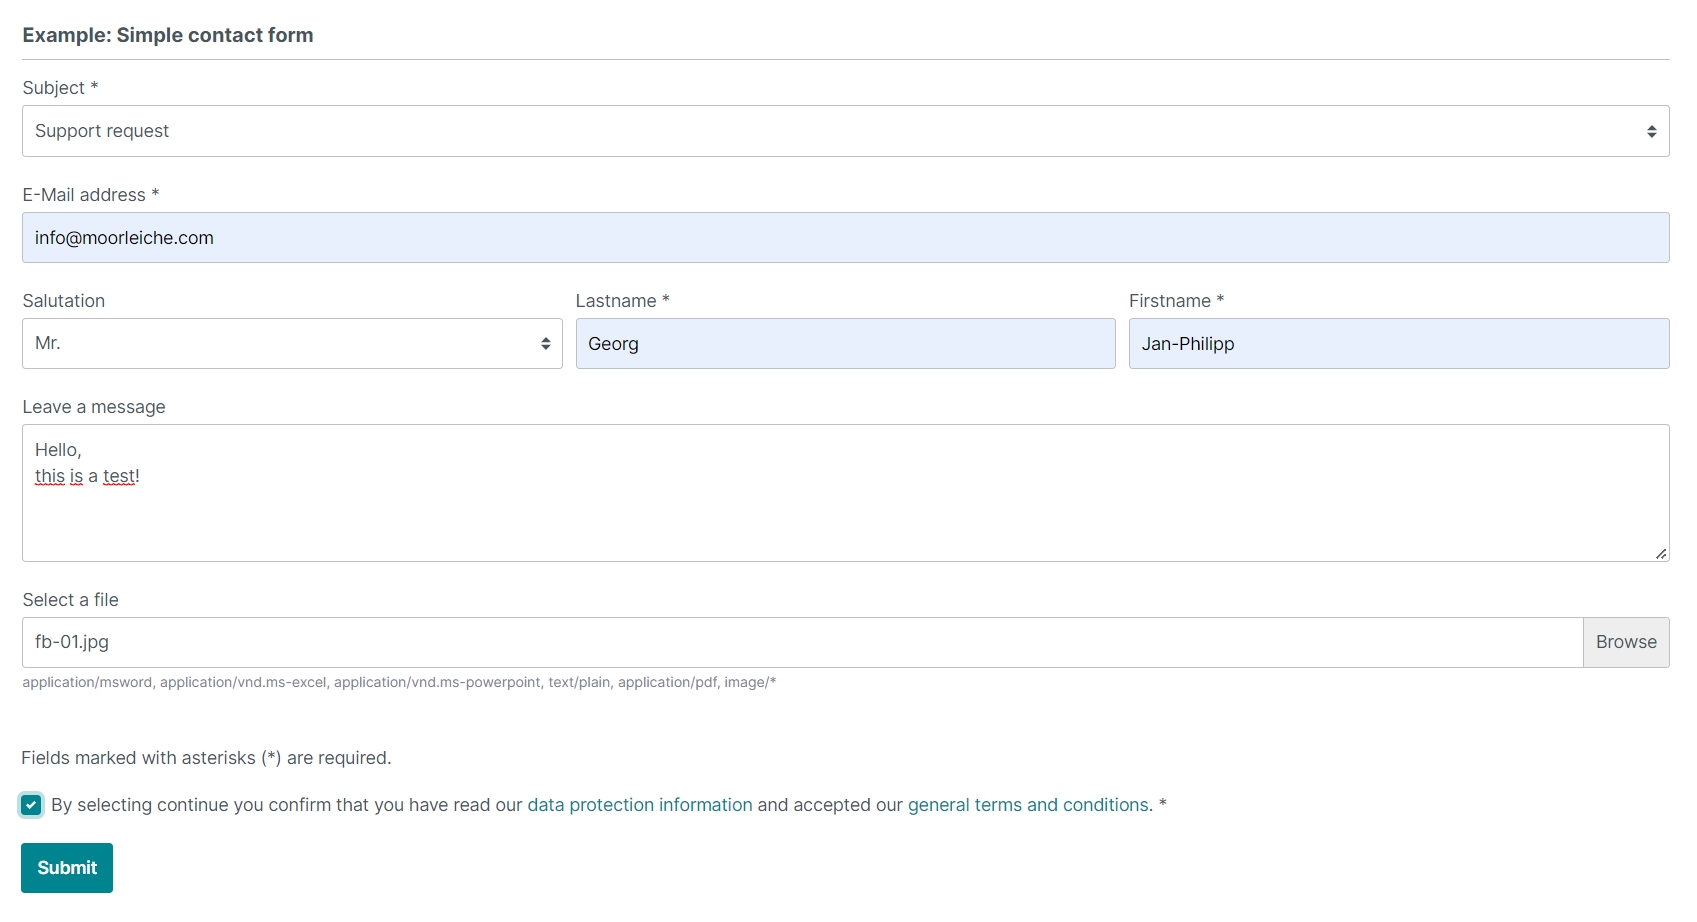 Example: Simple contact form
Subject *
Support request
E-Mail address *
info@moorleiche.com
Salutation
Lastname *
Firstname *
Mr.
Georg
Jan-Philipp
Leave a message
Hello,
this is a test!
Select a file
fb-01.jpg
Browse
application/msword, application/vnd.ms-excel, application/vnd.ms-powerpoint, text/plain, application/pdf, image/*
Fields marked with asterisks (*) are required.
By selecting continue you confirm that you have read our data protection information and accepted our general terms and conditions. *
Submit